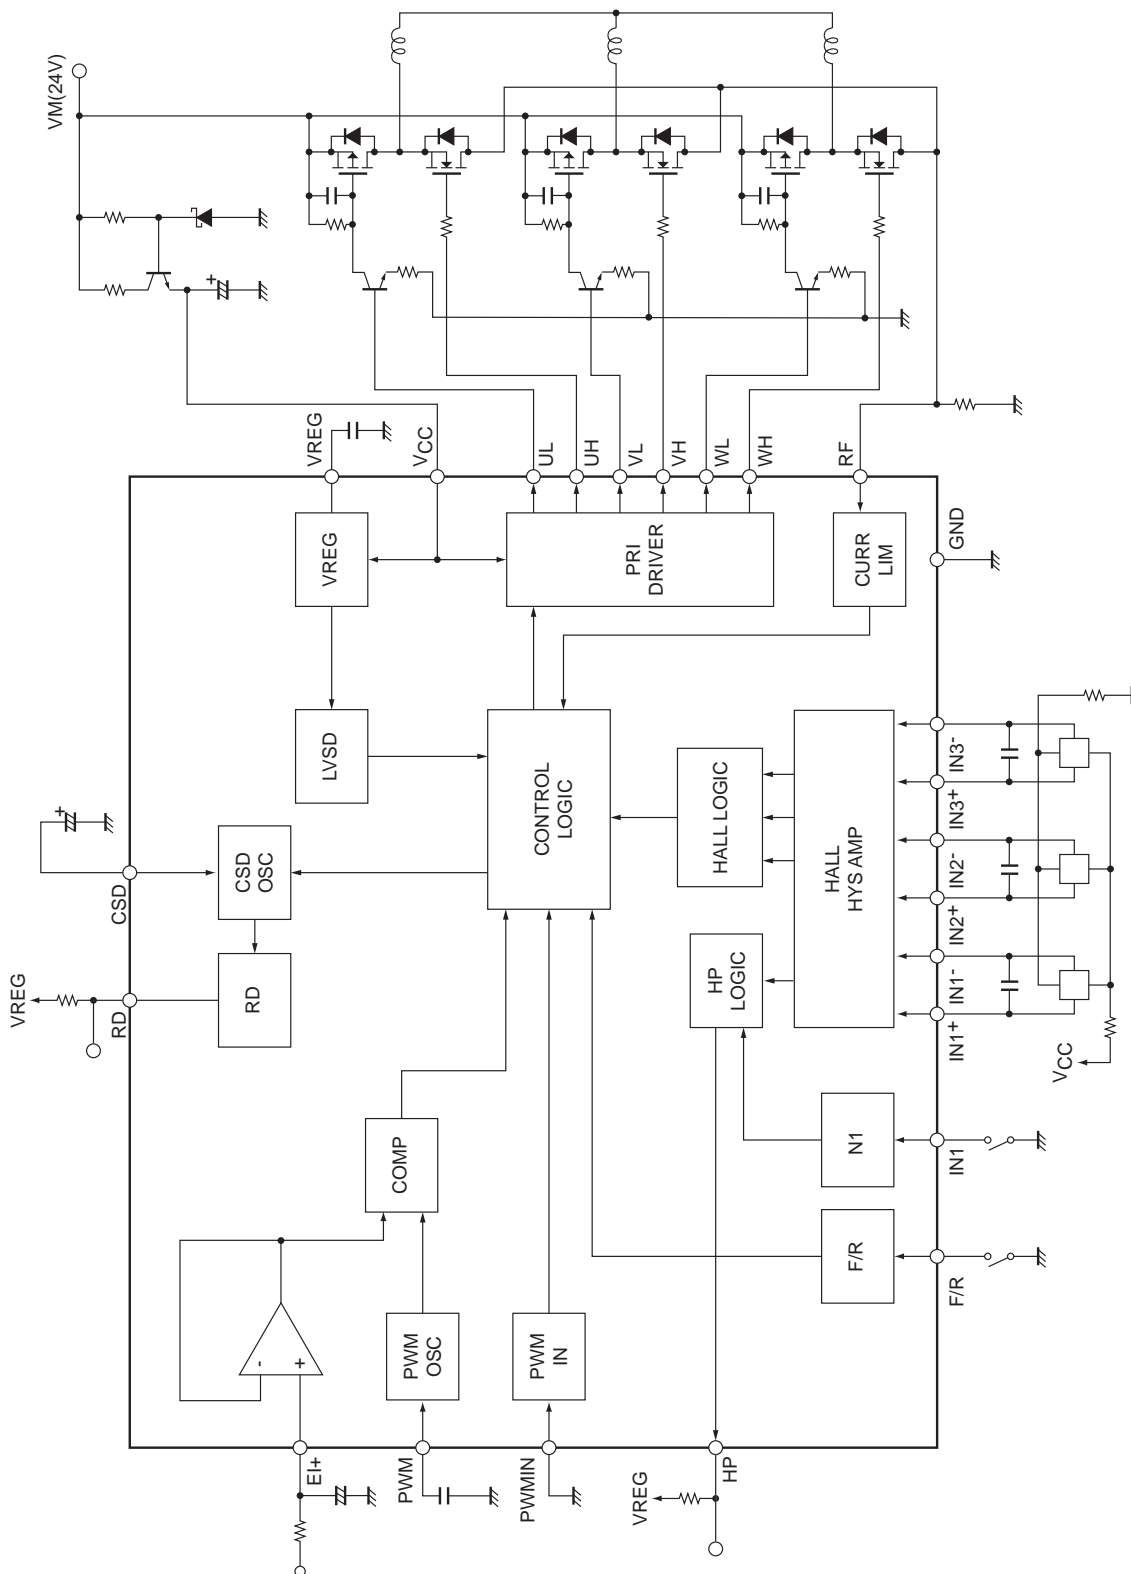 VM(24V)
VREG
VCC
UL
UH
VL
VH
WL
WH
RF
VREG
PRI
DRIVER
CURR
LIM
GND
LVSD
CONTROL
LOGIC
HALL LOGIC
HALL
HYS AMP
IN3-
IN3+
IN2-
IN2+
IN1-
IN1+
VCC
+
+
CSD
CSD
OSC
VREG
RD
RD
HP
LOGIC
COMP
N1
IN1
F/R
F/R
-
+
PWM
OSC
PWM
IN
EI+
PWM
PWMIN
VREG
HP